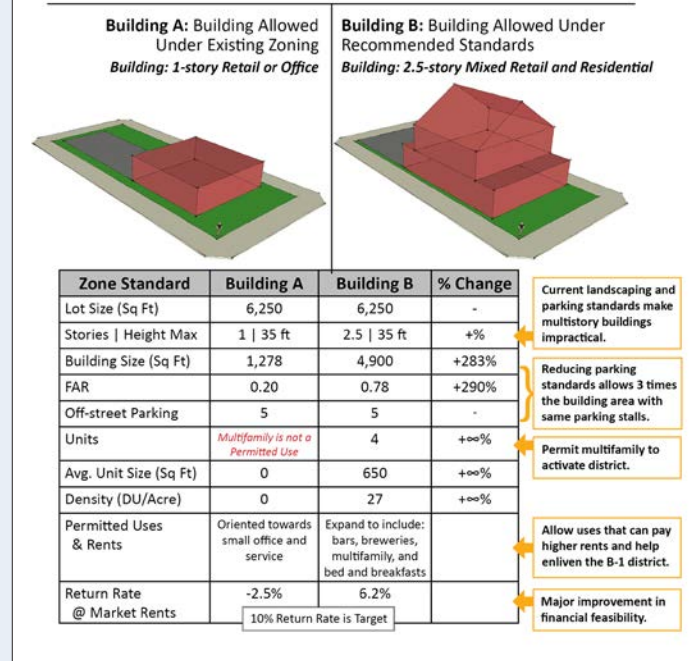 Building A: Building Allowed
Under Existing Zoning
Building: 1-story Retail or Office
Building B: Building Allowed Under
Recommended Standards
Building: 2.5-story Mixed Retail and Residential
Zone Standard Building A Building B % Change
Lot Size (Sq Ft) 6,250 6,250 -
Stories | Height Max 1 | 35 ft 2.5 | 35 ft +%
Building Size (Sq Ft) 1,278 4,900 +283%
FAR 0.20 0.78 +290%
Off-street Parking 5 5 -
Units Multifamily is not a 4 +∞%
Permitted Use
Avg. Unit Size (Sq Ft) 0 650 +∞%
Density (DU/Acre) 0 27 +∞%
Permitted Uses
& Rents
Oriented towards
small office and
service
Expand to include:
bars, breweries,
multifamily, and
bed and breakfasts
Return Rate
@ Market Rents
-2.5% 6.2%
10% Return Rate is Target
Current landscaping and
parking standards make
multistory buildings
impractical.
Reducing parking
standards allows 3 times
the building area with
same parking stalls.
Permit multifamily to
activate district.
Allow uses that can pay
higher rents and help
enliven the B-1 district.
Major improvement in
financial feasibility.